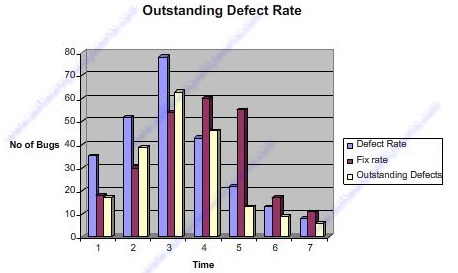 Outstanding Defect Rate
80
70
60
50
40
30
20
10
0
No of Bugs
1 2 3 4 5 6 7
Time
Defect Rate
Fix rate
Outstanding Defects